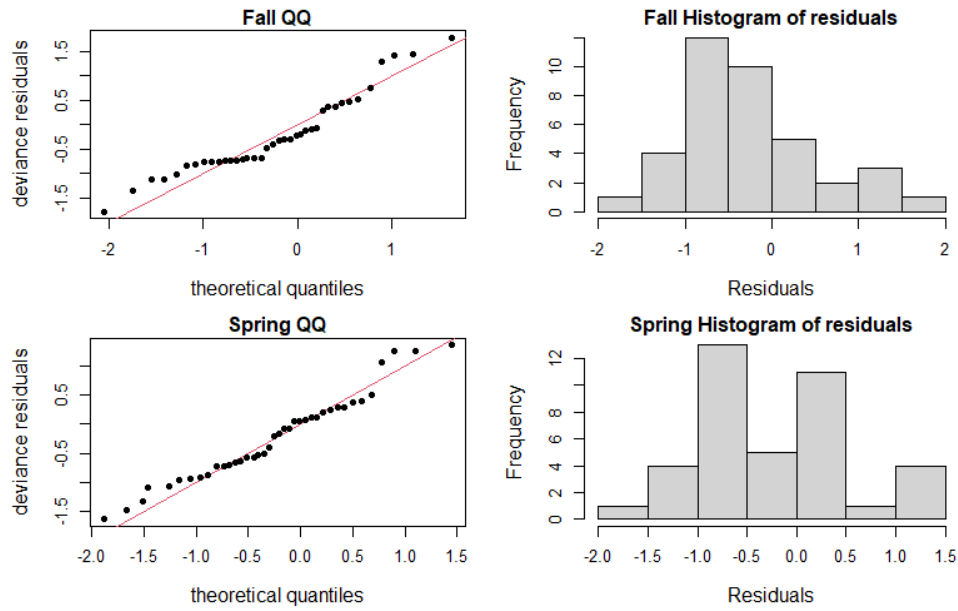 Fall QQ
deviance residuals
1.5
0.5
-0.5
-1.5
-2 -1 0 1
theoretical quantiles
Fall Histogram of residuals
Frequency
10
8
6
4
2
0
-2 -1 0 1 2
Residuals
Spring QQ
deviance residuals
0.5
-0.5
-1.5
-2.0 -1.5 -1.0 -0.5 0.0 0.5 1.0 1.5
theoretical quantiles
Spring Histogram of residuals
Frequency
12
8
6
4
2
0
-2.0 -1.5 -1.0 -0.5 0.0 0.5 1.0 1.5
Residuals